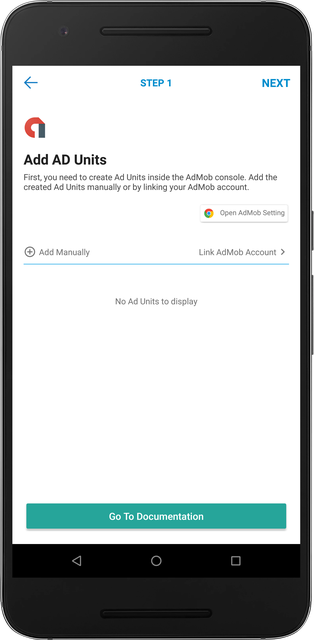 STEP 1
NEXT
Add AD Units
First, you need to create Ad Units inside the AdMob console. Add the
created Ad Units manually or by linking your AdMob account.
Open AdMob Setting
Add Manually
Link AdMob Account
No Ad Units to display
Go To Documentation